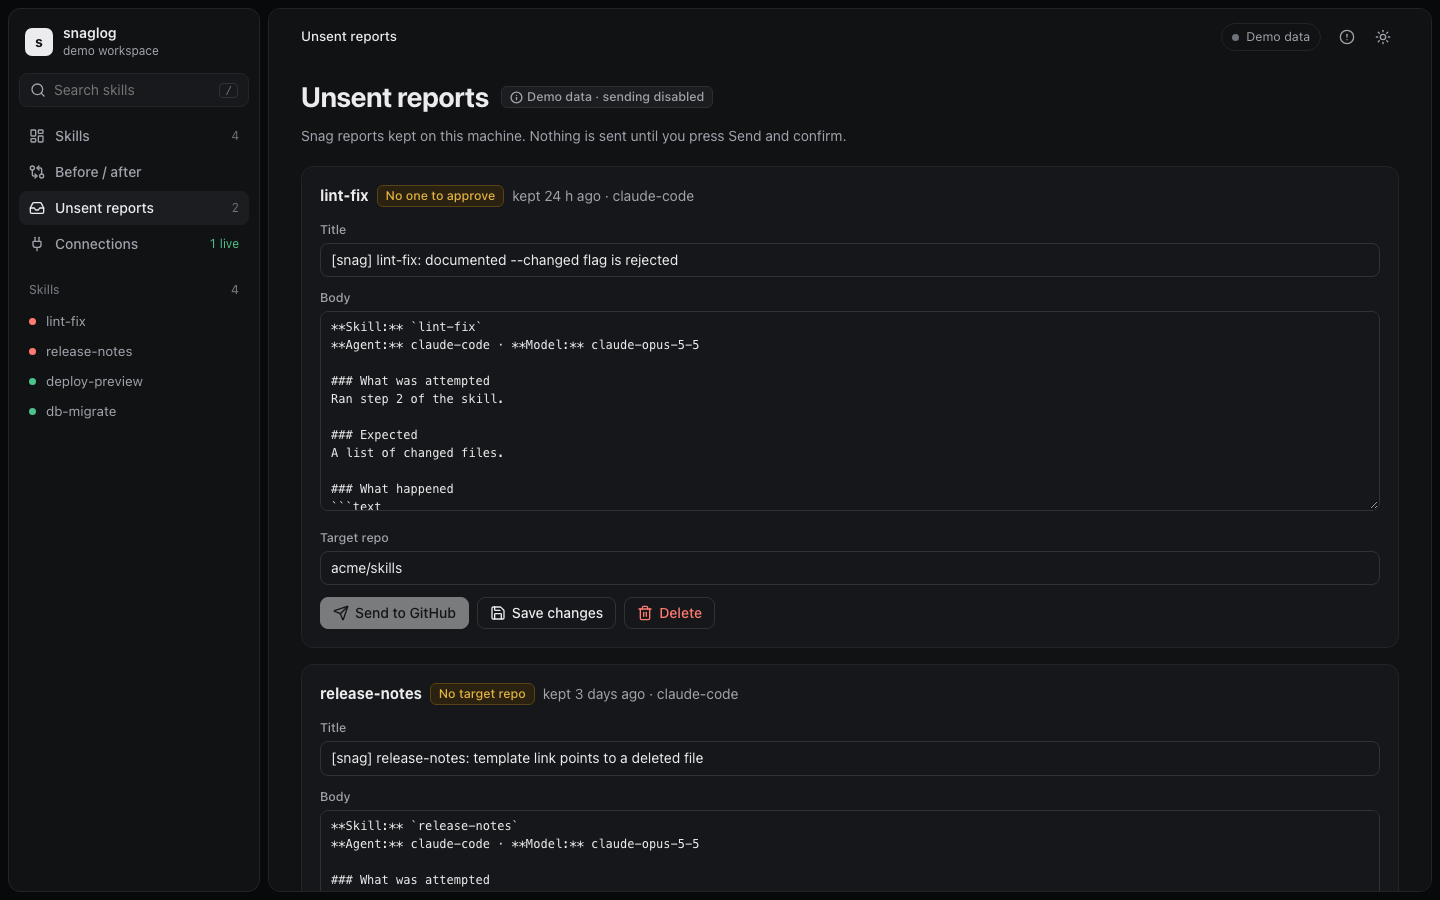 s
snaglog
demo workspace
Search skills /
Skills 4
Before / after
Unsent reports 2
Connections 1 live
Skills 4
lint-fix
release-notes
deploy-preview
db-migrate
Unsent reports
Demo data
Unsent reports
Demo data · sending disabled
Snag reports kept on this machine. Nothing is sent until you press Send and confirm.
lint-fix No one to approve kept 24 h ago · claude-code
Title
[snag] lint-fix: documented --changed flag is rejected
Body
**Skill:** `lint-fix`
**Agent:** claude-code · **Model:** claude-opus-5-5
### What was attempted
Ran step 2 of the skill.
### Expected
A list of changed files.
### What happened
```text
Target repo
acme/skills
Send to GitHub Save changes Delete
release-notes No target repo kept 3 days ago · claude-code
Title
[snag] release-notes: template link points to a deleted file
Body
**Skill:** `release-notes`
**Agent:** claude-code · **Model:** claude-opus-5-5
### What was attempted